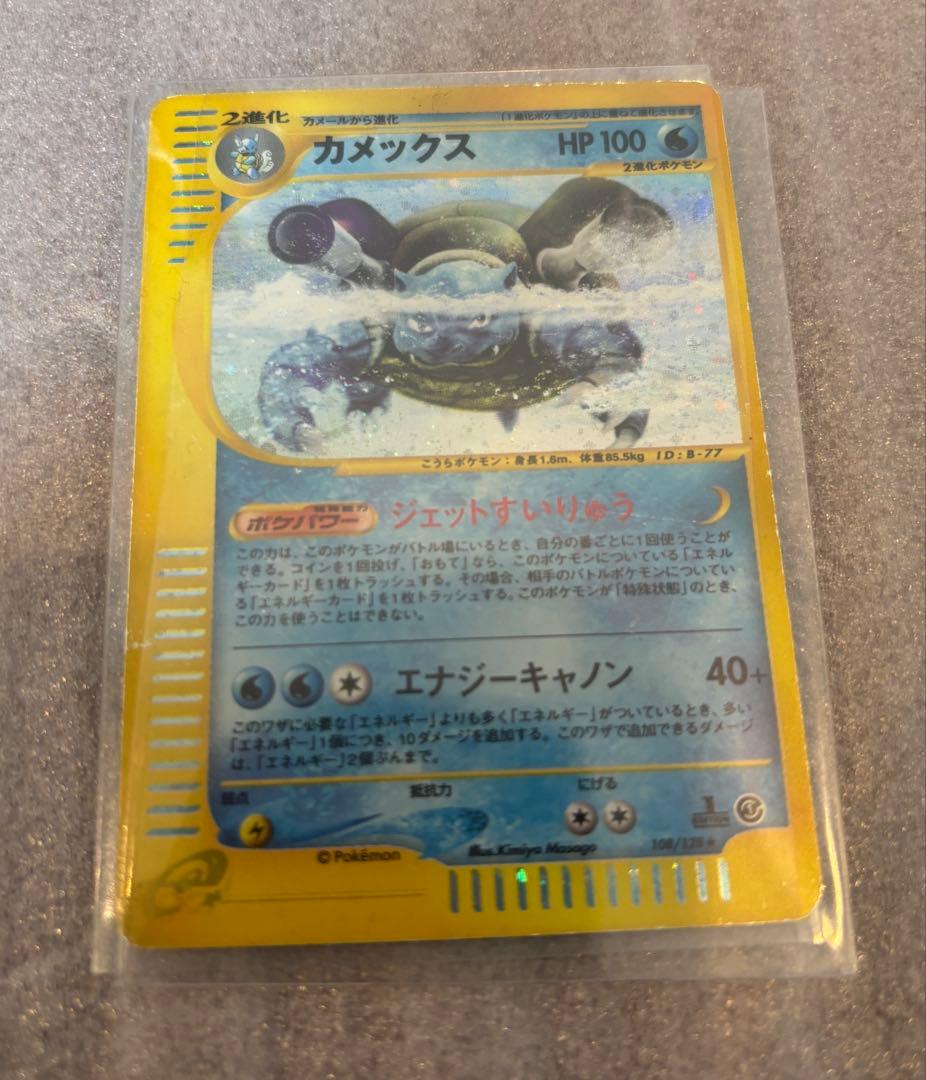 2進化 カメールから進化 「1進化ポケモン」の上に重ねて進化させます
カメックス HP 100
2進化ポケモン
こうらポケモン:身長1.6m、体重85.5kg ID:B-77
特殊能力
ポケパワー ジェットすいりゅう
この力は、このポケモンがバトル場にいるとき、自分の番ごとに1回使うことが
できる。コインを1回投げ、「おもて」なら、このポケモンについている「エネル
ギーカード」を1枚トラッシュする。その場合、相手のバトルポケモンについてい
る「エネルギーカード」を1枚トラッシュする。このポケモンが「特殊状態」のとき、
この力を使うことはできない。
エナジーキャノン 40+
このワザに必要な「エネルギー」よりも多く「エネルギー」がついているとき、多い
「エネルギー」1個につき、10ダメージを追加する。このワザで追加できるダメージ
は、「エネルギー」2個ぶんまで。
弱点 抵抗力 にげる
1 EDITION
Illus.Kimiya Masago 108/128 ★
© Pokémon